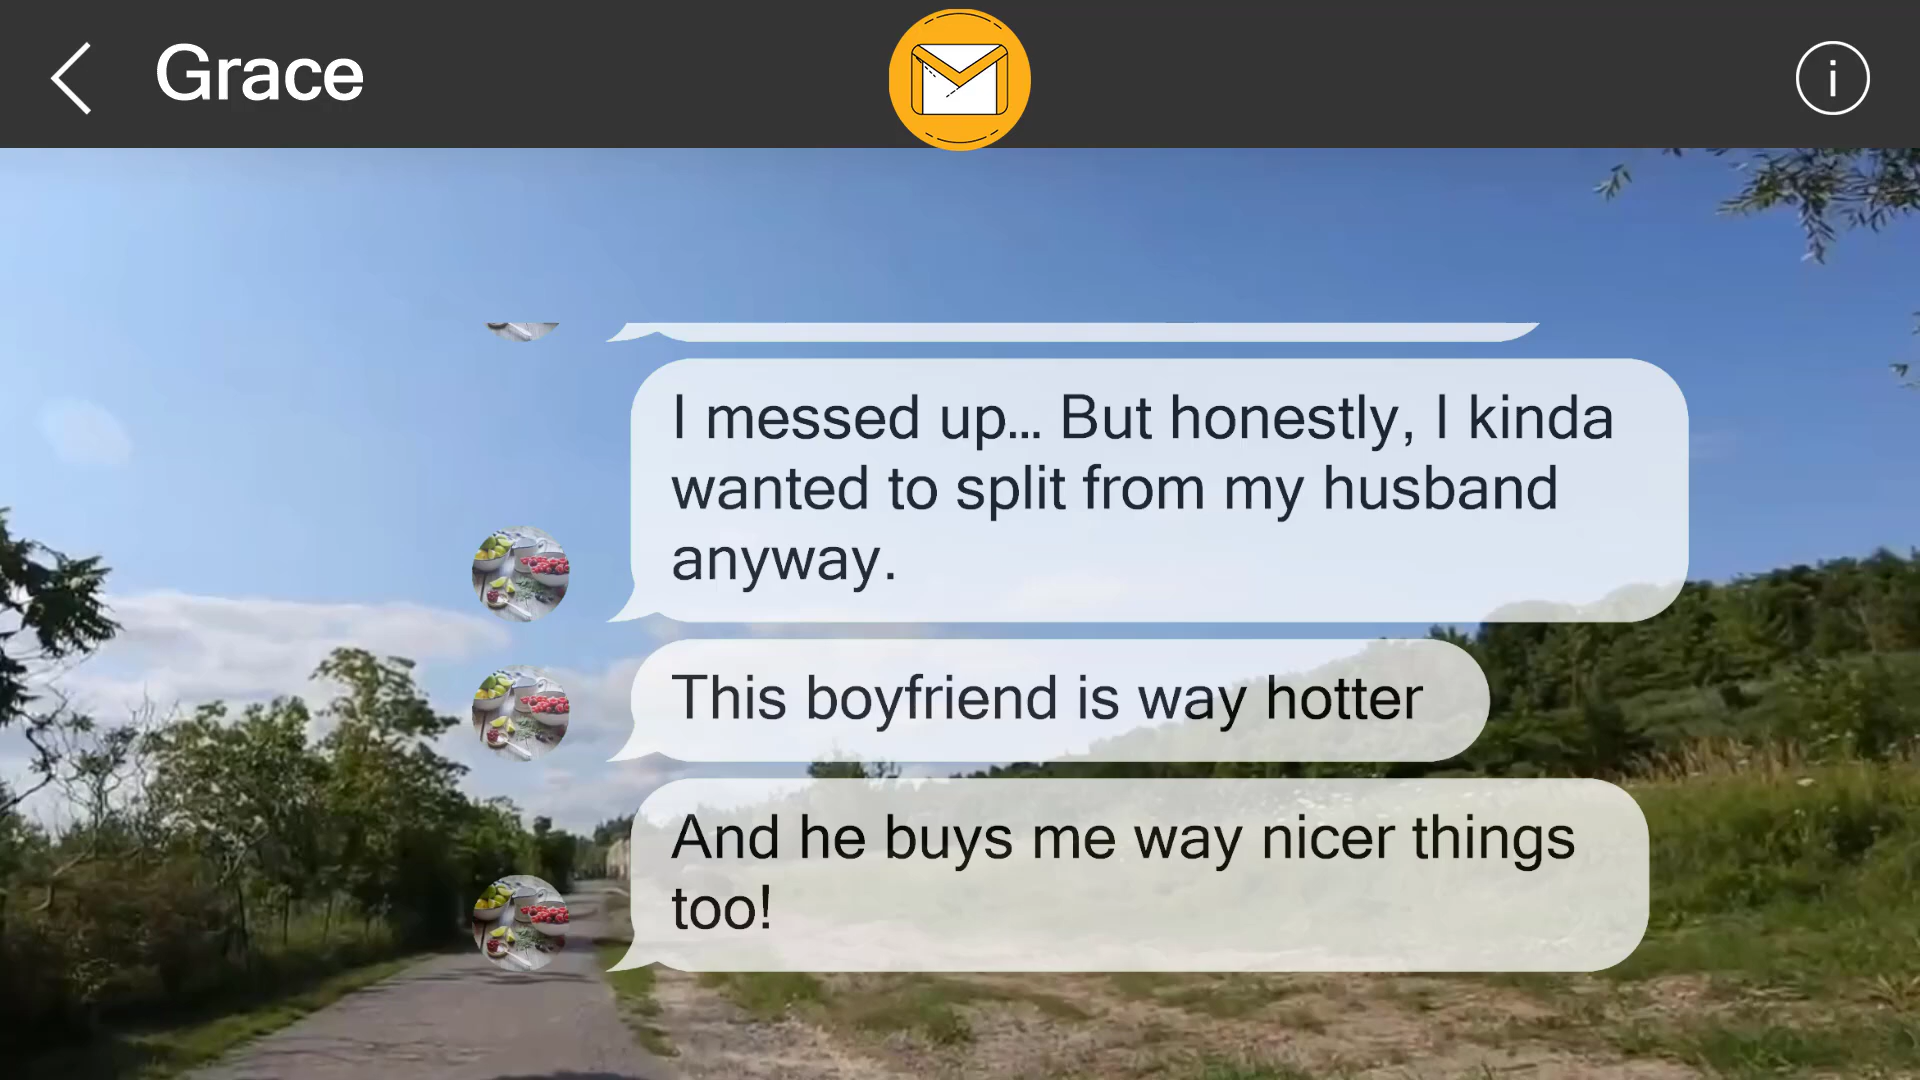 Grace
I messed up... But honestly, I kinda
wanted to split from my husband
anyway.
This boyfriend is way hotter
And he buys me way nicer things
too!